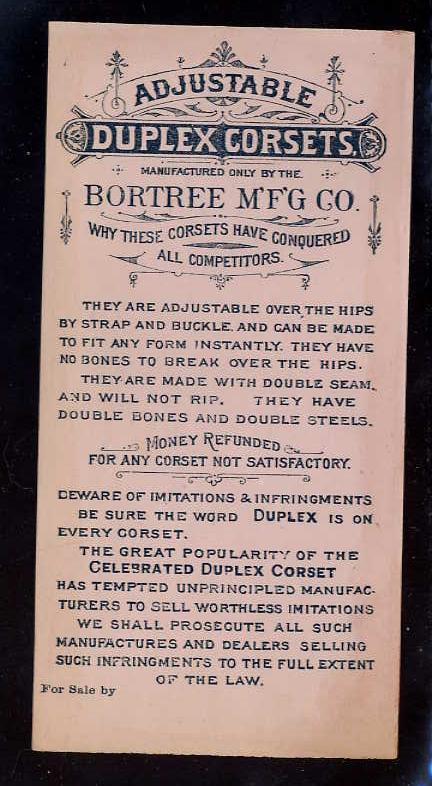 ADJUSTABLE
DUPLEX CORSETS,
MANUFACTURED ONLY BY THE.
BORTREE M'F'G CO.
WHY THESE CORSETS HAVE CONQUERED
ALL COMPETITORS.
THEY ARE ADJUSTABLE OVER THE HIPS
BY STRAP AND BUCKLE. AND CAN BE MADE
TO FIT ANY FORM INSTANTLY. THEY HAVE
NO BONES TO BREAK OVER THE HIPS.
THEY ARE MADE WITH DOUBLE SEAM.
AND WILL NOT RIP. THEY HAVE
DOUBLE BONES AND DOUBLE STEELS.
MONEY REFUNDED
FOR ANY CORSET NOT SATISFACTORY.
BEWARE OF IMITATIONS & INFRINGMENTS
BE SURE THE WORD DUPLEX IS ON
EVERY CORSET.
THE GREAT POPULARITY OF THE
CELEBRATED DUPLEX CORSET
HAS TEMPTED UNPRINCIPLED MANUFAC-
TURERS TO SELL WORTHLESS IMITATIONS
WE SHALL PROSECUTE ALL SUCH
MANUFACTURES AND DEALERS SELLING
SUCH INFRINGMENTS TO THE FULL EXTENT
OF THE LAW.
For Sale by